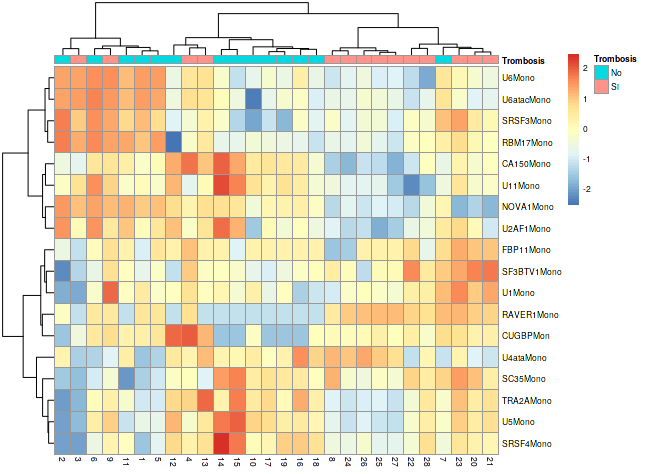 Trombosis
Trombosis
No
SI
2
1
0
-1
-2
U6Mono
U6atacMono
SRSF3Mono
RBM17Mono
CA150Mono
U11Mono
NOVA1Mono
U2AF1Mono
FBP11Mono
SF3BTV1Mono
U1Mono
RAVER1Mono
CUGBPMon
U4ataMono
SC35Mono
TRA2AMono
U5Mono
SRSF4Mono
2 3 6 9 11 1 5 12 4 13 14 15 10 17 19 16 18 8 24 26 25 27 22 28 7 23 20 21